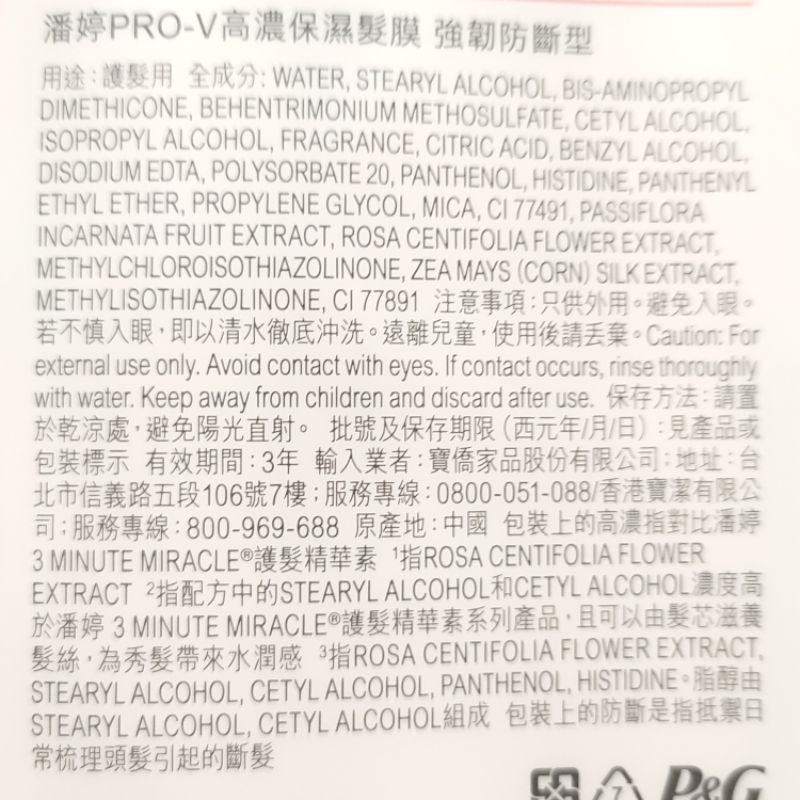 潘婷PRO-V高濃保濕髮膜 強韌防斷型
用途：護髮用 全成分: WATER, STEARYL ALCOHOL, BIS-AMINOPROPYL
DIMETHICONE, BEHENTRIMONIUM METHOSULFATE, CETYL ALCOHOL,
ISOPROPYL ALCOHOL, FRAGRANCE, CITRIC ACID, BENZYL ALCOHOL,
DISODIUM EDTA, POLYSORBATE 20, PANTHENOL, HISTIDINE, PANTHENYL
ETHYL ETHER, PROPYLENE GLYCOL, MICA, CI 77491, PASSIFLORA
INCARNATA FRUIT EXTRACT, ROSA CENTIFOLIA FLOWER EXTRACT,
METHYLCHLOROISOTHIAZOLINONE, ZEA MAYS (CORN) SILK EXTRACT,
METHYLISOTHIAZOLINONE, CI 77891 注意事項：只供外用。避免入眼。
若不慎入眼，即以清水徹底沖洗。遠離兒童，使用後請丟棄。Caution: For
external use only. Avoid contact with eyes. If contact occurs, rinse thoroughly
with water. Keep away from children and discard after use. 保存方法：請置
於乾涼處，避免陽光直射。 批號及保存期限（西元年/月/日）：見產品或
包裝標示 有效期間：3年 輸入業者：寶僑家品股份有限公司：地址：台
北市信義路五段106號7樓；服務專線：0800-051-088/香港寶潔有限公
司；服務專線：800-969-688 原產地：中國 包裝上的高濃指對比潘婷
3 MINUTE MIRACLE®護髮精華素 ¹指ROSA CENTIFOLIA FLOWER
EXTRACT ²指配方中的STEARYL ALCOHOL和CETYL ALCOHOL濃度高
於潘婷 3 MINUTE MIRACLE®護髮精華素系列產品，且可以由髮芯滋養
髮絲，為秀髮帶來水潤感 ³指ROSA CENTIFOLIA FLOWER EXTRACT,
STEARYL ALCOHOL, CETYL ALCOHOL, PANTHENOL, HISTIDINE。脂醇由
STEARYL ALCOHOL, CETYL ALCOHOL組成 包裝上的防斷是指抵禦日
常梳理頭髮引起的斷髮
7 P&G